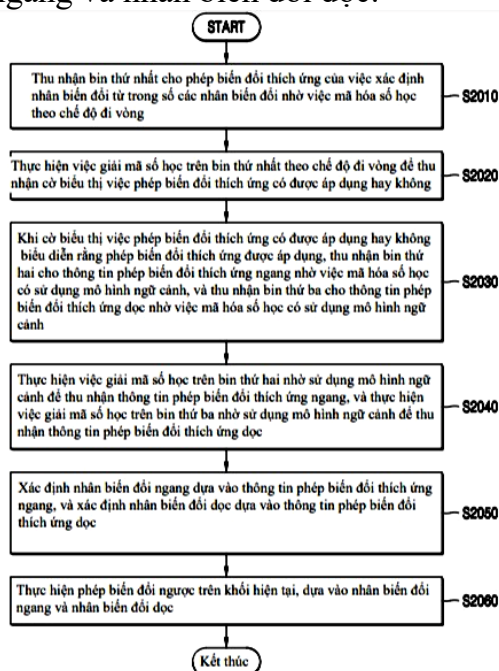 ngang và nhân biến đổi dọc.
START
Thu nhận bin thứ nhất cho phép biến đổi thích ứng của việc xác định
nhân biến đổi từ trong số các nhân biến đổi nhờ việc mã hóa số học
theo chế độ đi vòng
S2010
Thực hiện việc giải mã số học trên bin thứ nhất theo chế độ đi vòng để thu
nhận cờ biểu thị việc phép biến đổi thích ứng có được áp dụng hay không
S2020
Khi cờ biểu thị việc phép biến đổi thích ứng có được áp dụng hay không
biểu diễn rằng phép biến đổi thích ứng được áp dụng, thu nhận bin thứ
hai cho thông tin phép biến đổi thích ứng ngang nhờ việc mã hóa số học
có sử dụng mô hình ngữ cảnh, và thu nhận bin thứ ba cho thông tin phép
biến đổi thích ứng dọc nhờ việc mã hóa số học có sử dụng mô hình ngữ
cảnh
S2030
Thực hiện việc giải mã số học trên bin thứ hai nhờ sử dụng mô hình ngữ
cảnh để thu nhận thông tin phép biến đổi thích ứng ngang, và thực hiện
việc giải mã số học trên bin thứ ba nhờ sử dụng mô hình ngữ cảnh để thu
nhận thông tin phép biến đổi thích ứng dọc
S2040
Xác định nhân biến đổi ngang dựa vào thông tin phép biến đổi thích ứng
ngang, và xác định nhân biến đổi dọc dựa vào thông tin phép biến đổi
thích ứng dọc
S2050
Thực hiện phép biến đổi ngược trên khối hiện tại, dựa vào nhân biến đổi
ngang và nhân biến đổi dọc
S2060
Kết thúc